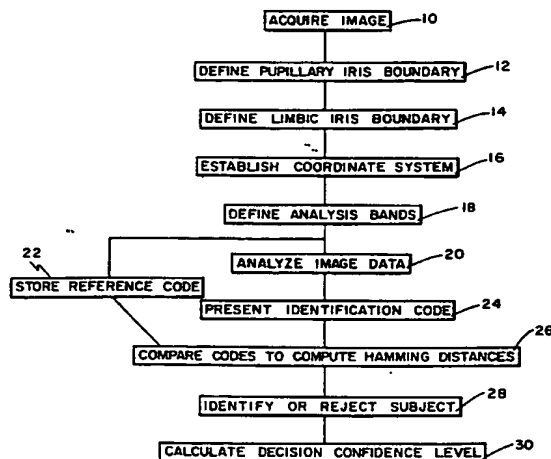 ACQUIRE IMAGE 10
DEFINE PUPILLARY IRIS BOUNDARY 12
DEFINE LIMBIC IRIS BOUNDARY 14
ESTABLISH COORDINATE SYSTEM 16
DEFINE ANALYSIS BANDS 18
22
ANALYZE IMAGE DATA 20
STORE REFERENCE CODE
PRESENT IDENTIFICATION CODE 24
COMPARE CODES TO COMPUTE HAMMING DISTANCES 26
IDENTIFY OR REJECT SUBJECT 28
CALCULATE DECISION CONFIDENCE LEVEL 30